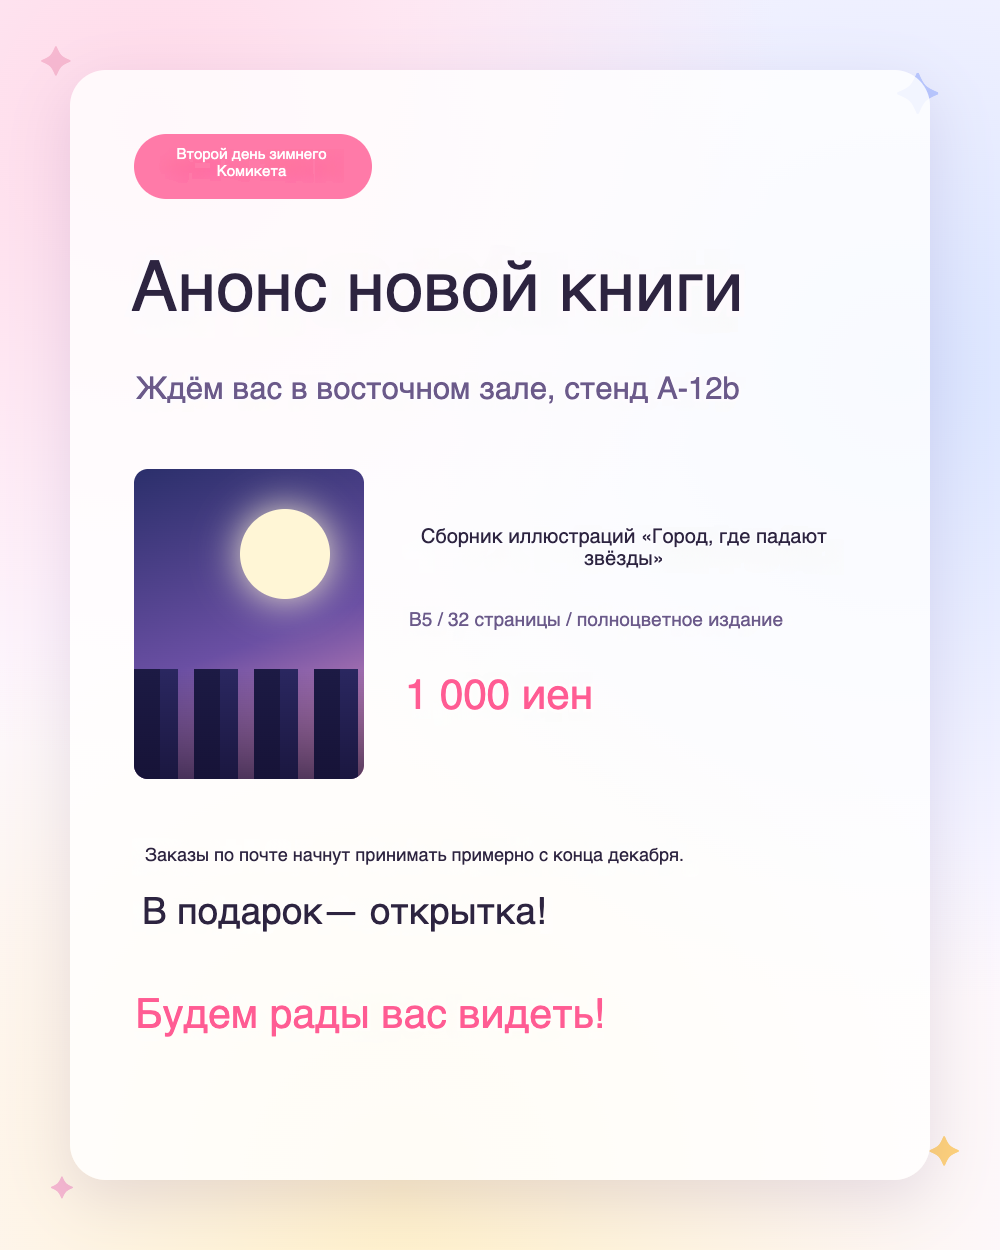 Второй день зимнего
Комикета
Анонс новой книги
Ждём вас в восточном зале, стенд А-12b
Сборник иллюстраций «Город, где падают
звёзды»
B5 / 32 страницы / полноцветное издание
1 000 иен
Заказы по почте начнут принимать примерно с конца декабря.
В подарок— открытка!
Будем рады вас видеть!